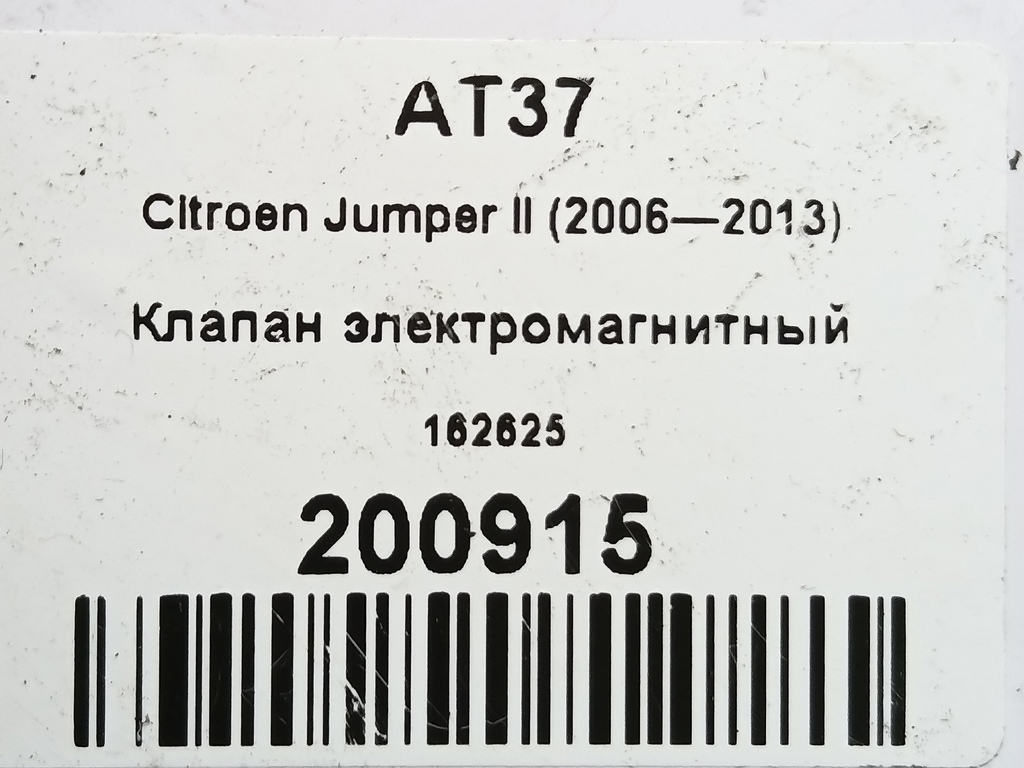 AT37
Citroen Jumper II (2006—2013)
Клапан электромагнитный
162625
200915